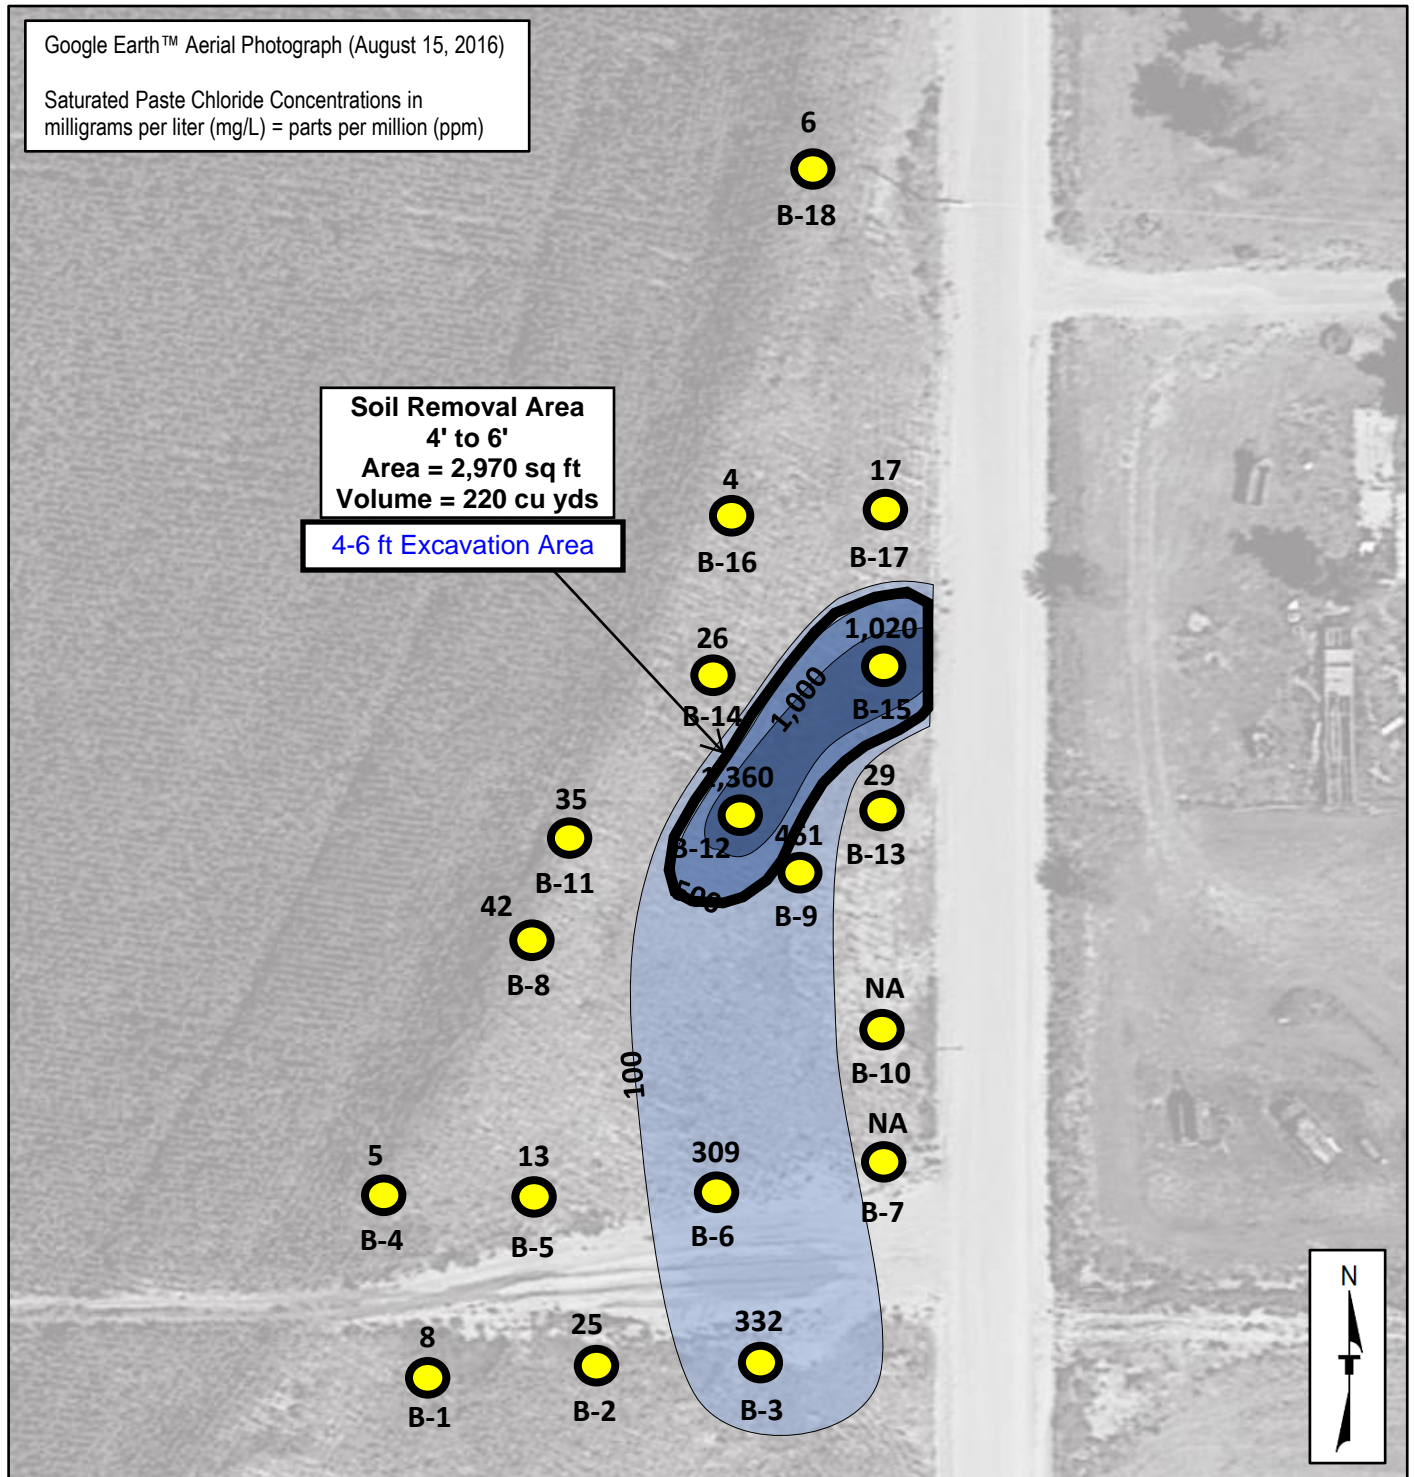 Google Earth™ Aerial Photograph (August 15, 2016)
Saturated Paste Chloride Concentrations in
milligrams per liter (mg/L) = parts per million (ppm)
6
B-18
Soil Removal Area
4' to 6'
Area = 2,970 sq ft
Volume = 220 cu yds
4-6 ft Excavation Area
4
B-16
17
B-17
26
B-14
1,020
B-15
1,000
1,360
B-12
29
B-13
35
B-11
461
B-9
500
42
B-8
NA
B-10
100
NA
B-7
5
B-4
13
B-5
309
B-6
8
B-1
25
B-2
332
B-3
N